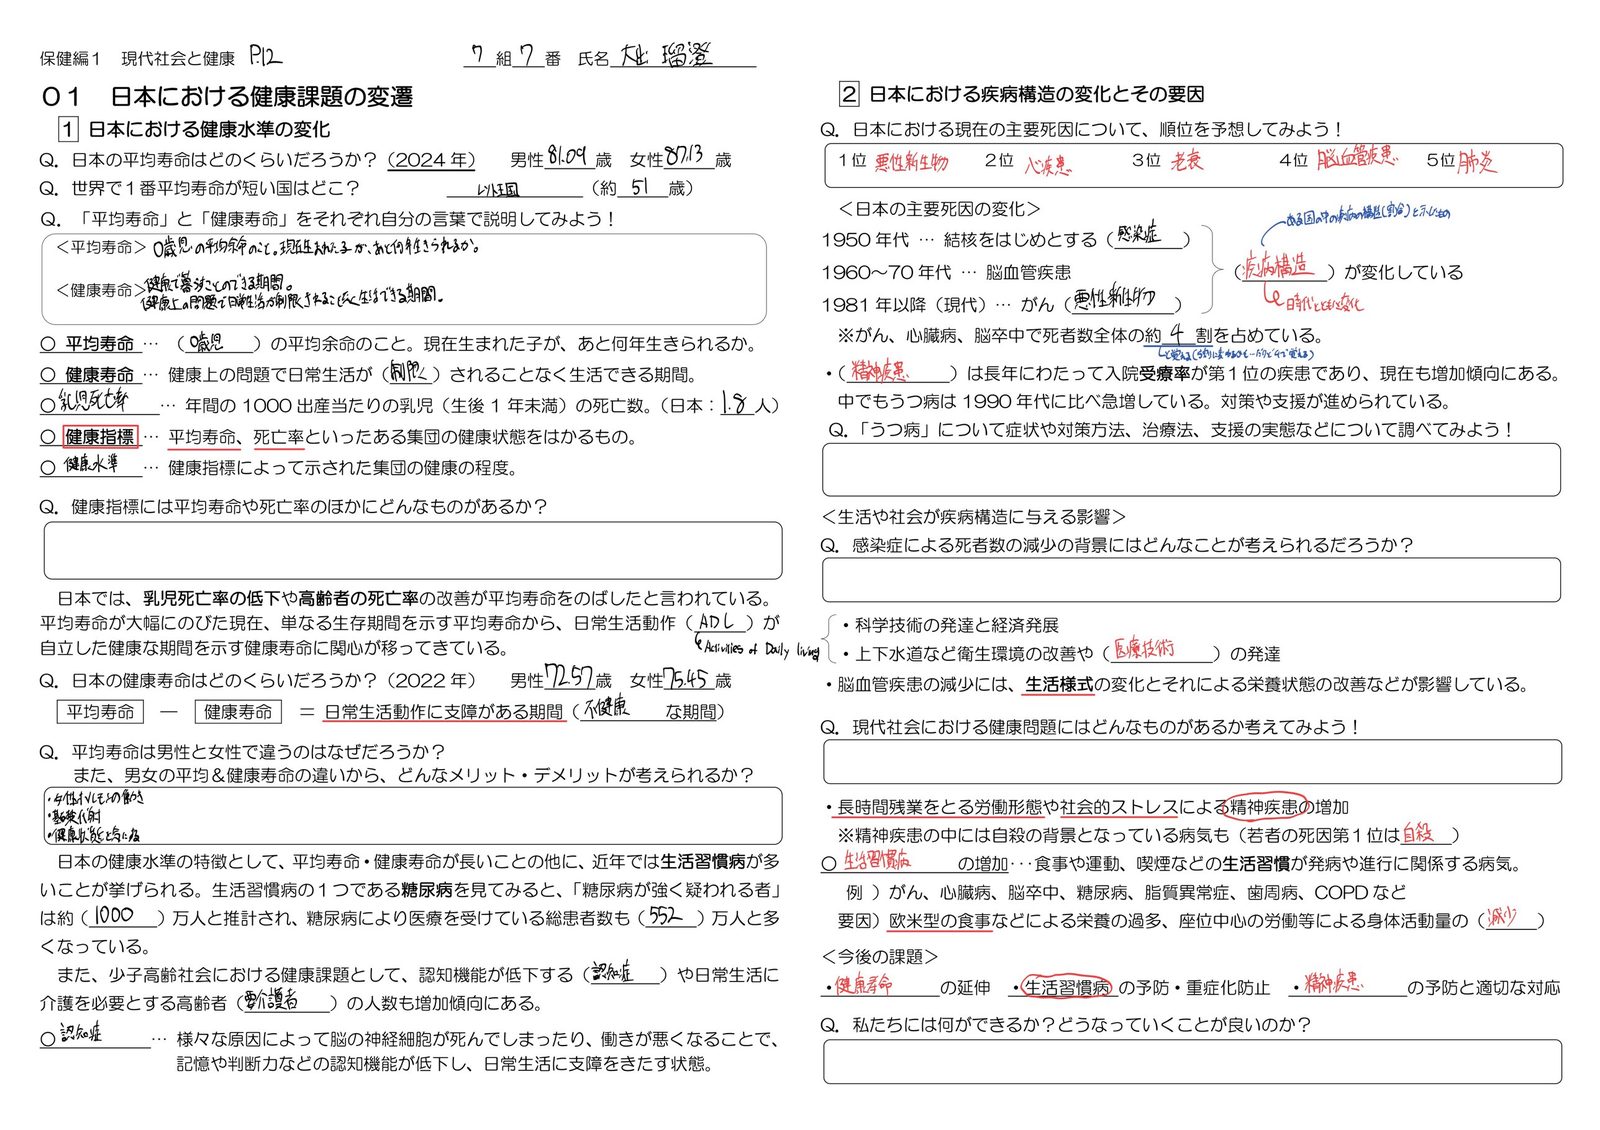 保健編１　現代社会と健康　P.12　7組7番　氏名 瑠澄
０１　日本における健康課題の変遷
1 日本における健康水準の変化
Q. 日本の平均寿命はどのくらいだろうか？（2024年）　男性81.09歳　女性87.13歳
Q. 世界で１番平均寿命が短い国はどこ？　レソト王国（約51歳）
Q. 「平均寿命」と「健康寿命」をそれぞれ自分の言葉で説明してみよう！
＜平均寿命＞ 0歳児の平均余命のこと。現在生まれた子が、あと何年生きられるか。
＜健康寿命＞ 健康で暮らすことのできる期間。
健康上の問題で日常生活が制限されることなく生活できる期間。
○ 平均寿命 …（0歳児）の平均余命のこと。現在生まれた子が、あと何年生きられるか。
○ 健康寿命 … 健康上の問題で日常生活が（制限）されることなく生活できる期間。
○ 乳児死亡率 … 年間の1000出産当たりの乳児（生後１年未満）の死亡数。（日本：1.8人）
○ 健康指標 … 平均寿命、死亡率といったある集団の健康状態をはかるもの。
○ 健康水準 … 健康指標によって示された集団の健康の程度。
Q. 健康指標には平均寿命や死亡率のほかにどんなものがあるか？
日本では、乳児死亡率の低下や高齢者の死亡率の改善が平均寿命をのばしたと言われている。
平均寿命が大幅にのびた現在、単なる生存期間を示す平均寿命から、日常生活動作（ADL）が
自立した健康な期間を示す健康寿命に関心が移ってきている。
Activities of Daily living
Q. 日本の健康寿命はどのくらいだろうか？（2022年）　男性72.57歳　女性75.45歳
平均寿命 － 健康寿命 ＝ 日常生活動作に支障がある期間（不健康な期間）
Q. 平均寿命は男性と女性で違うのはなぜだろうか？
また、男女の平均＆健康寿命の違いから、どんなメリット・デメリットが考えられるか？
・女性ホルモンの働き
・基礎代謝
・健康状態を気にする
日本の健康水準の特徴として、平均寿命・健康寿命が長いことの他に、近年では生活習慣病が多
いことが挙げられる。生活習慣病の１つである糖尿病を見てみると、「糖尿病が強く疑われる者」
は約（1000）万人と推計され、糖尿病により医療を受けている総患者数も（552）万人と多
くなっている。
また、少子高齢社会における健康課題として、認知機能が低下する（認知症）や日常生活に
介護を必要とする高齢者（要介護者）の人数も増加傾向にある。
○ 認知症 … 様々な原因によって脳の神経細胞が死んでしまったり、働きが悪くなることで、
記憶や判断力などの認知機能が低下し、日常生活に支障をきたす状態。
2 日本における疾病構造の変化とその要因
Q. 日本における現在の主要死因について、順位を予想してみよう！
１位 悪性新生物　２位 心疾患　３位 老衰　４位 脳血管疾患　５位 肺炎
＜日本の主要死因の変化＞
ある国の中の疾病の構造（割合）を示したもの
1950年代 … 結核をはじめとする（感染症）
1960～70年代 … 脳血管疾患
（疾病構造）が変化している
1981年以降（現代）… がん（悪性新生物）
時代とともに変化
※がん、心臓病、脳卒中で死者数全体の約4割を占めている。
・（精神疾患）は長年にわたって入院受療率が第１位の疾患であり、現在も増加傾向にある。
中でもうつ病は1990年代に比べ急増している。対策や支援が進められている。
Q.「うつ病」について症状や対策方法、治療法、支援の実態などについて調べてみよう！
＜生活や社会が疾病構造に与える影響＞
Q. 感染症による死者数の減少の背景にはどんなことが考えられるだろうか？
・科学技術の発達と経済発展
・上下水道など衛生環境の改善や（医療技術）の発達
・脳血管疾患の減少には、生活様式の変化とそれによる栄養状態の改善などが影響している。
Q. 現代社会における健康問題にはどんなものがあるか考えてみよう！
・長時間残業をとる労働形態や社会的ストレスによる精神疾患の増加
※精神疾患の中には自殺の背景となっている病気も（若者の死因第１位は自殺）
○ 生活習慣病 の増加…食事や運動、喫煙などの生活習慣が発病や進行に関係する病気。
例）がん、心臓病、脳卒中、糖尿病、脂質異常症、歯周病、COPDなど
要因）欧米型の食事などによる栄養の過多、座位中心の労働等による身体活動量の（減少）
＜今後の課題＞
・健康寿命 の延伸　・生活習慣病 の予防・重症化防止　・精神疾患 の予防と適切な対応
Q. 私たちには何ができるか？どうなっていくことが良いのか？